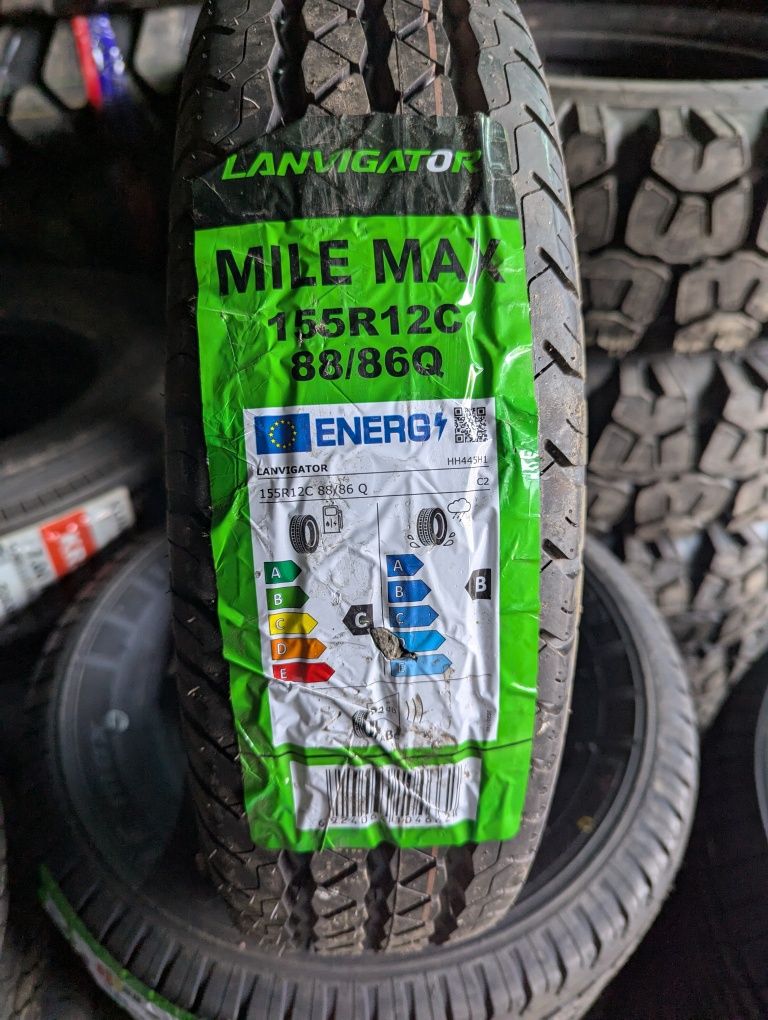 LANVIGATOR
MILE MAX
155R12C
88/86Q
ENERG
LANVIGATOR
HH445H1
155R12C 88/86 Q
C2
A
A
B
B
B
C
C
C
D
E
E